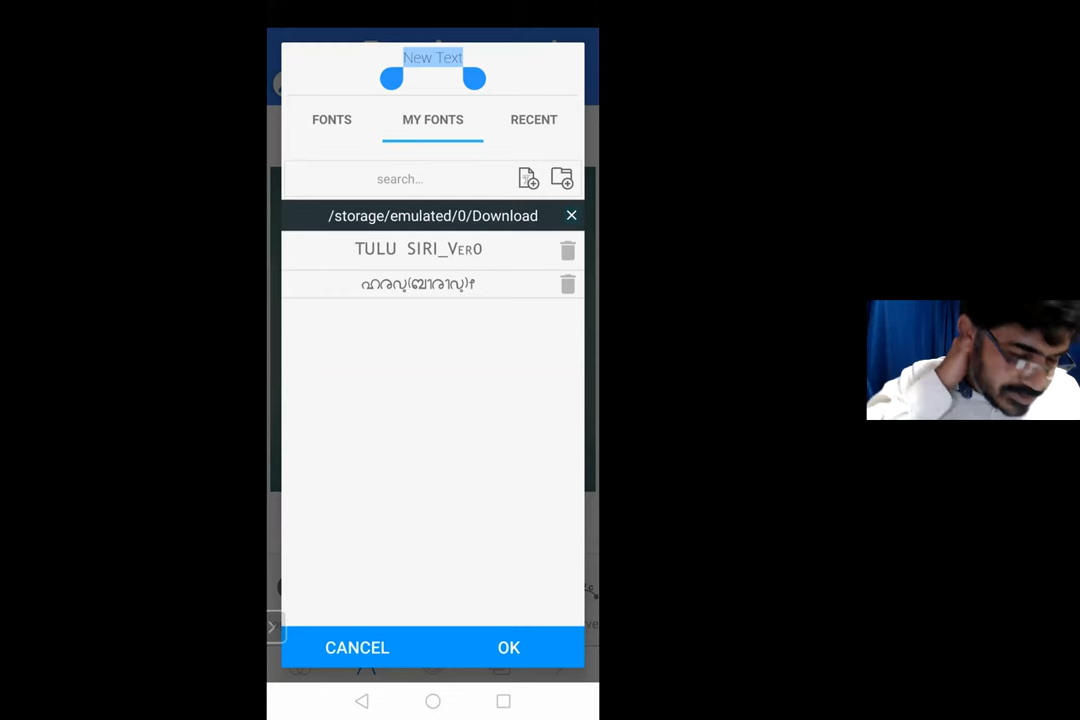 New Text
FONTS MY FONTS RECENT
search...
/storage/emulated/0/Download
TULU SIRI_Ver0
CANCEL OK